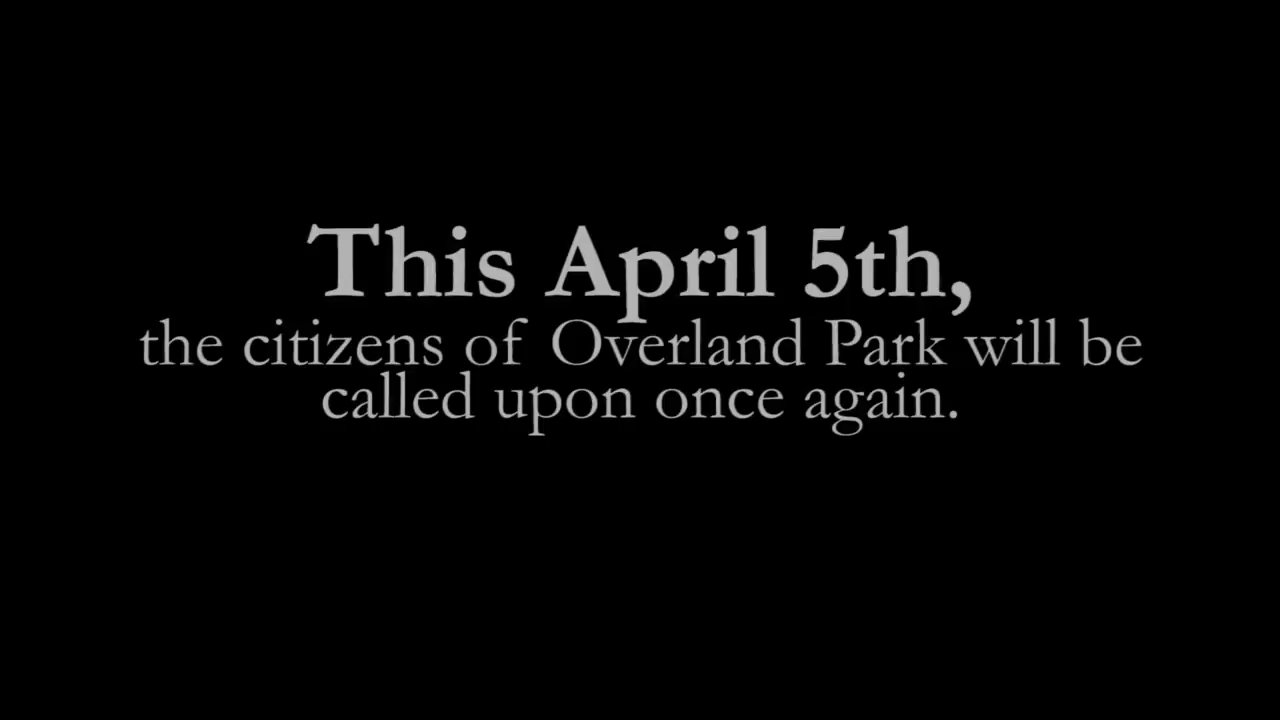 This April 5th,
the citizens of Overland Park will be
called upon once again.